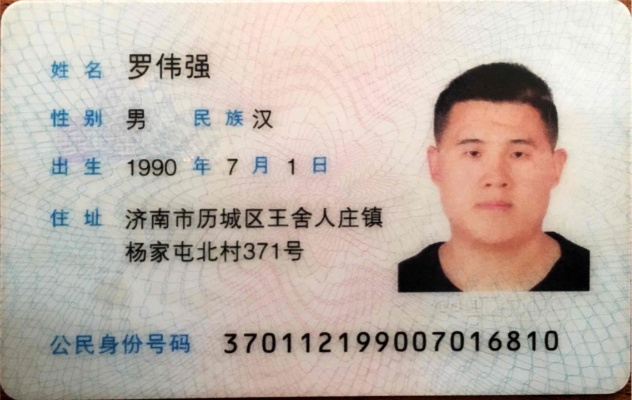 姓名 罗伟强
性别 男 民族 汉
出生 1990 年 7 月 1 日
住址 济南市历城区王舍人庄镇
杨家屯北村371号
公民身份号码 370112199007016810